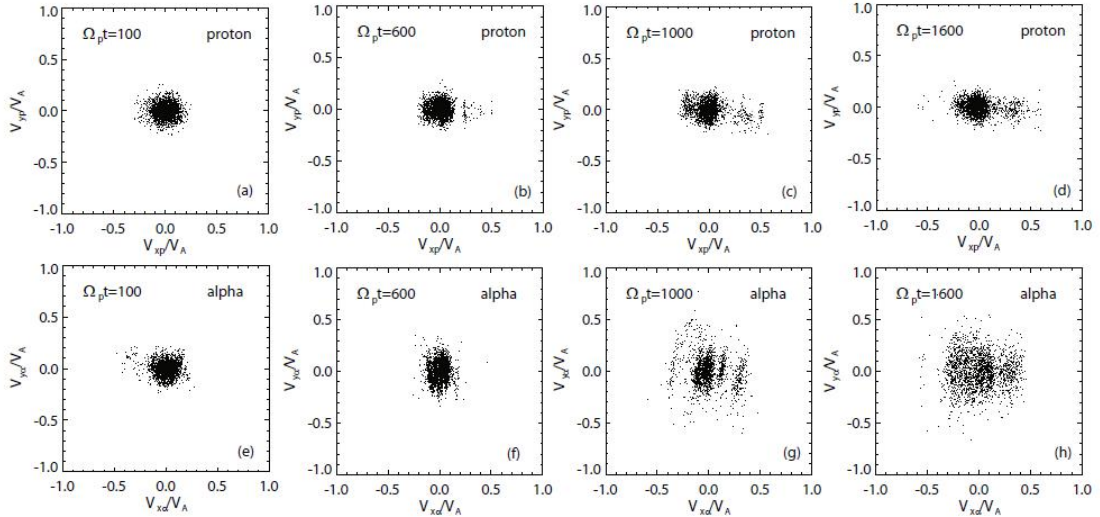 1.0
Ω_p t=100 proton
0.5
V_yp/V_A
0.0
-0.5
(a)
-1.0
-1.0 -0.5 0.0 0.5 1.0
V_xp/V_A
1.0
Ω_p t=600 proton
0.5
V_yp/V_A
0.0
-0.5
(b)
-1.0
-1.0 -0.5 0.0 0.5 1.0
V_xp/V_A
1.0
Ω_p t=1000 proton
0.5
V_yp/V_A
0.0
-0.5
(c)
-1.0
-1.0 -0.5 0.0 0.5 1.0
V_xp/V_A
1.0
Ω_p t=1600 proton
0.5
V_yp/V_A
0.0
-0.5
(d)
-1.0
-1.0 -0.5 0.0 0.5 1.0
V_xp/V_A
1.0
Ω_p t=100 alpha
0.5
V_yα/V_A
0.0
-0.5
(e)
-1.0
-1.0 -0.5 0.0 0.5 1.0
V_xα/V_A
1.0
Ω_p t=600 alpha
0.5
V_yα/V_A
0.0
-0.5
(f)
-1.0
-1.0 -0.5 0.0 0.5 1.0
V_xα/V_A
1.0
Ω_p t=1000 alpha
0.5
V_yα/V_A
0.0
-0.5
(g)
-1.0
-1.0 -0.5 0.0 0.5 1.0
V_xα/V_A
1.0
Ω_p t=1600 alpha
0.5
V_yα/V_A
0.0
-0.5
(h)
-1.0
-1.0 -0.5 0.0 0.5 1.0
V_xα/V_A